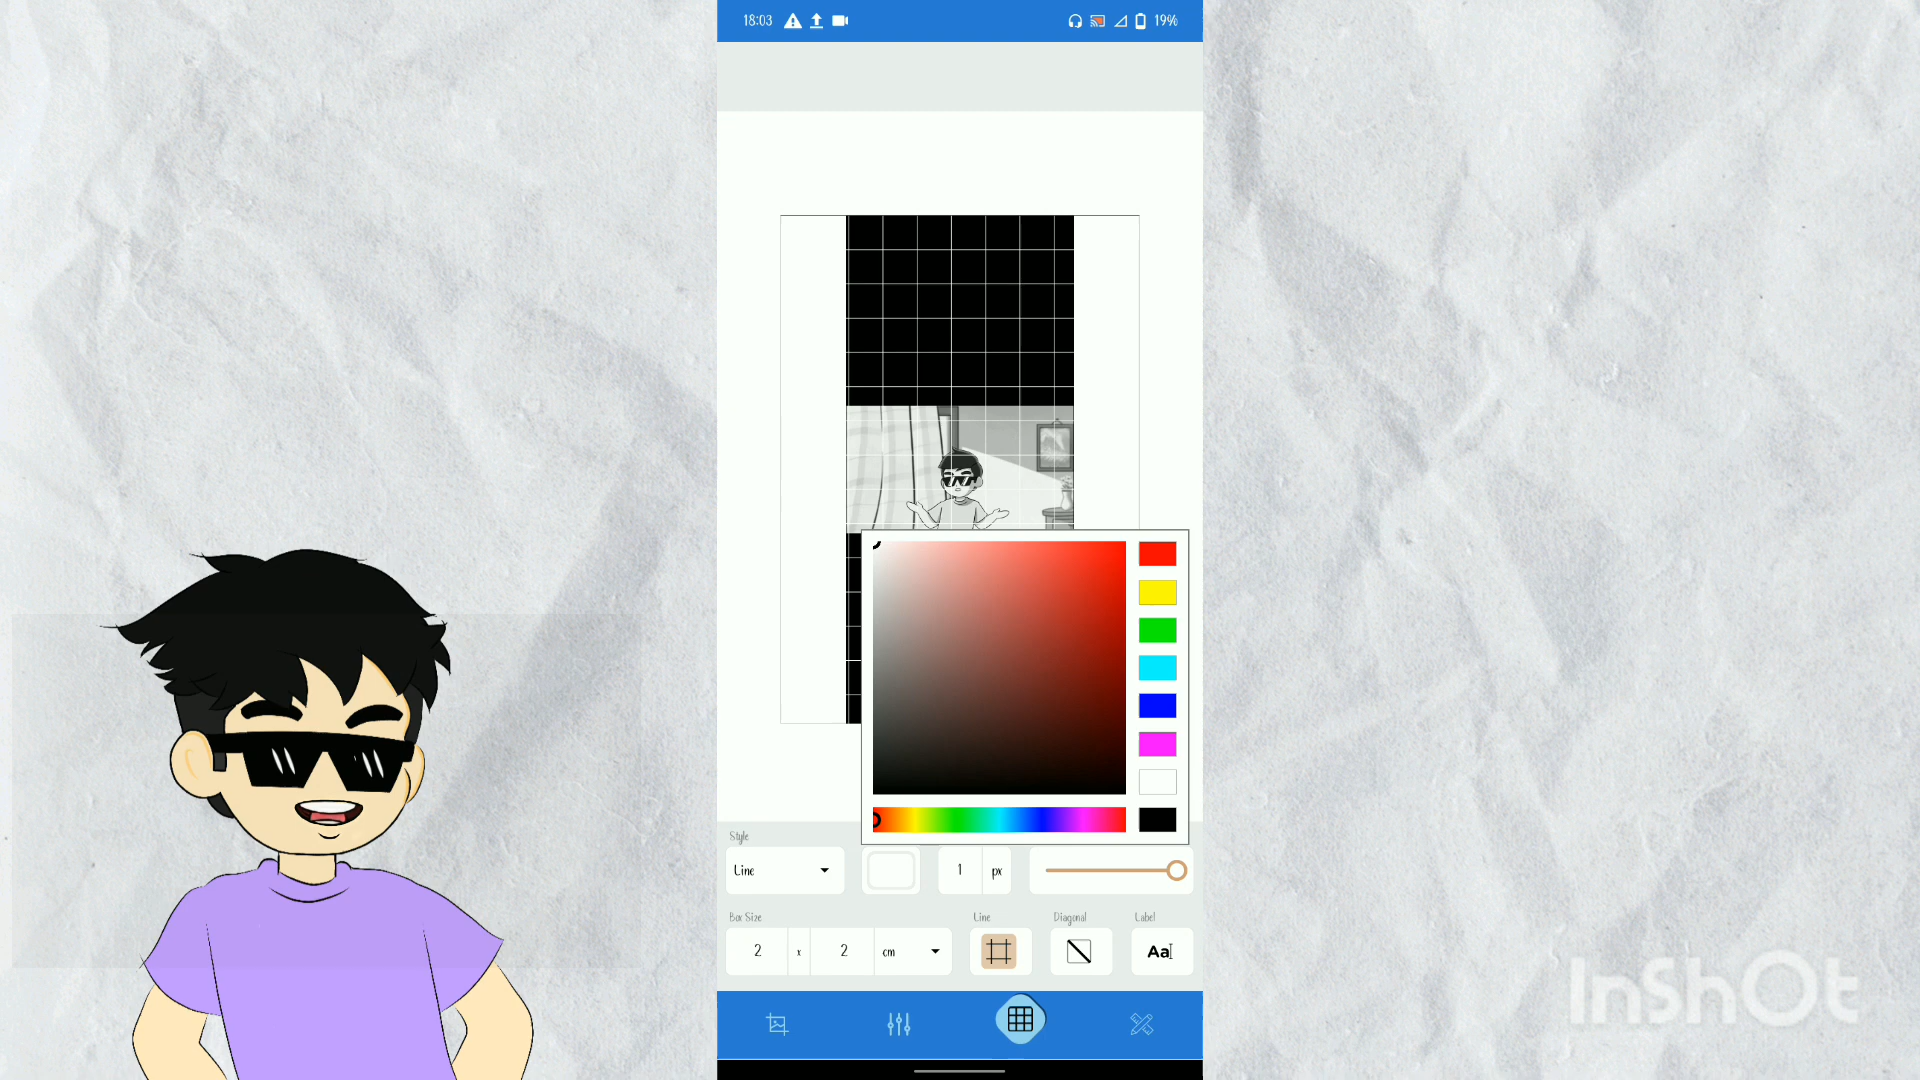 18:03
19%
Style
Line
1 px
Box Size
Line
Diagonal
Label
2 x 2 cm
Aa
InShOt